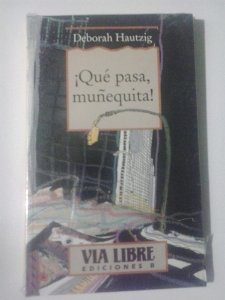 Deborah Hautzig
¡Qué pasa,
muñequita!
VIA LIBRE
EDICIONES B